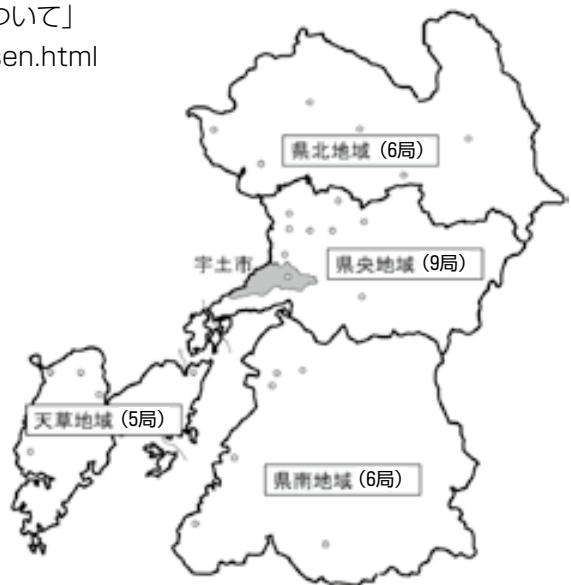 ついて」
sen.html
県北地域（6局）
宇土市
県央地域（9局）
天草地域（5局）
県南地域（6局）